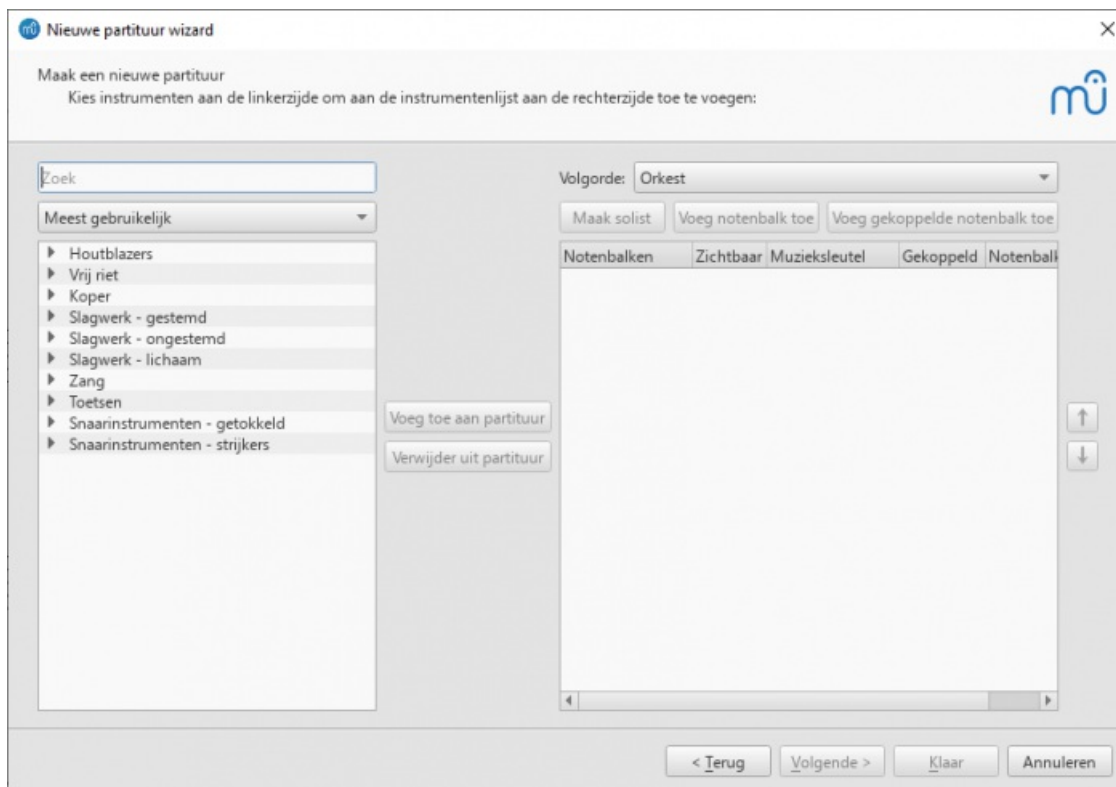 Nieuwe partituur wizard
Maak een nieuwe partituur
Kies instrumenten aan de linkerzijde om aan de instrumentenlijst aan de rechterzijde toe te voegen:
Zoek
Meest gebruikelijk
Houtblazers
Vrij riet
Koper
Slagwerk - gestemd
Slagwerk - ongestemd
Slagwerk - lichaam
Zang
Toetsen
Snaarinstrumenten - getokkeld
Snaarinstrumenten - strijkers
Voeg toe aan partituur
Verwijder uit partituur
Volgorde: Orkest
Maak solist Voeg notenbalk toe Voeg gekoppelde notenbalk toe
Notenbalken Zichtbaar Muzieksleutel Gekoppeld Notenbalk
< Terug Volgende > Klaar Annuleren